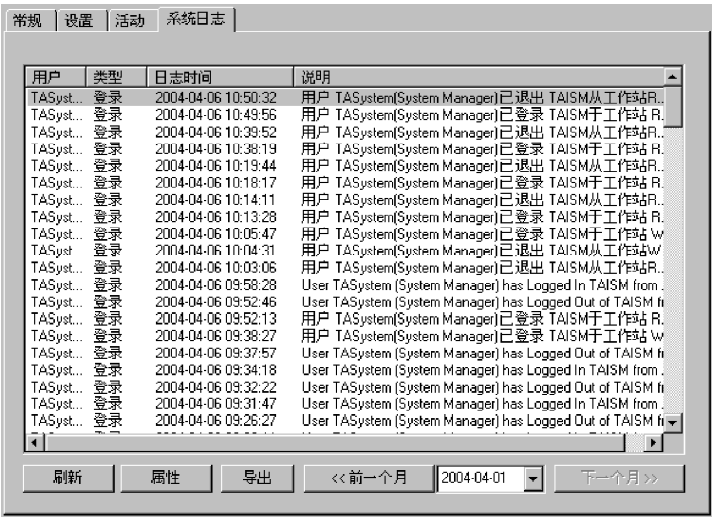 常规 设置 活动 系统日志
用户 类型 日志时间 说明
TASyst... 登录 2004-04-06 10:50:32 用户 TASystem(System Manager)已退出 TAISM从工作站R...
TASyst... 登录 2004-04-06 10:49:56 用户 TASystem(System Manager)已登录 TAISM于工作站 R.
TASyst... 登录 2004-04-06 10:39:52 用户 TASystem(System Manager)已退出 TAISM从工作站R...
TASyst... 登录 2004-04-06 10:38:19 用户 TASystem(System Manager)已登录 TAISM于工作站 R.
TASyst... 登录 2004-04-06 10:19:44 用户 TASystem(System Manager)已退出 TAISM从工作站R...
TASyst... 登录 2004-04-06 10:18:17 用户 TASystem(System Manager)已登录 TAISM于工作站 R.
TASyst... 登录 2004-04-06 10:14:11 用户 TASystem(System Manager)已退出 TAISM从工作站R...
TASyst... 登录 2004-04-06 10:13:28 用户 TASystem(System Manager)已登录 TAISM于工作站 R.
TASyst... 登录 2004-04-06 10:05:47 用户 TASystem(System Manager)已登录 TAISM于工作站 W
TASyst... 登录 2004-04-06 10:04:31 用户 TASystem(System Manager)已退出 TAISM从工作站W...
TASyst... 登录 2004-04-06 10:03:06 用户 TASystem(System Manager)已退出 TAISM从工作站R...
TASyst... 登录 2004-04-06 09:58:28 User TASystem (System Manager) has Logged In TAISM from .
TASyst... 登录 2004-04-06 09:52:46 User TASystem (System Manager) has Logged Out of TAISM fr
TASyst... 登录 2004-04-06 09:52:13 用户 TASystem(System Manager)已登录 TAISM于工作站 R.
TASyst... 登录 2004-04-06 09:38:27 用户 TASystem(System Manager)已登录 TAISM于工作站 W
TASyst... 登录 2004-04-06 09:37:57 User TASystem (System Manager) has Logged Out of TAISM fr
TASyst... 登录 2004-04-06 09:34:18 User TASystem (System Manager) has Logged In TAISM from .
TASyst... 登录 2004-04-06 09:32:22 User TASystem (System Manager) has Logged Out of TAISM fr
TASyst... 登录 2004-04-06 09:31:47 User TASystem (System Manager) has Logged In TAISM from .
TASyst... 登录 2004-04-06 09:26:27 User TASystem (System Manager) has Logged Out of TAISM fr
刷新 属性 导出 <<前一个月 2004-04-01 下一个月>>